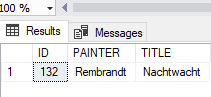 100 %
Results Messages
ID PAINTER TITLE
1 132 Rembrandt Nachtwacht